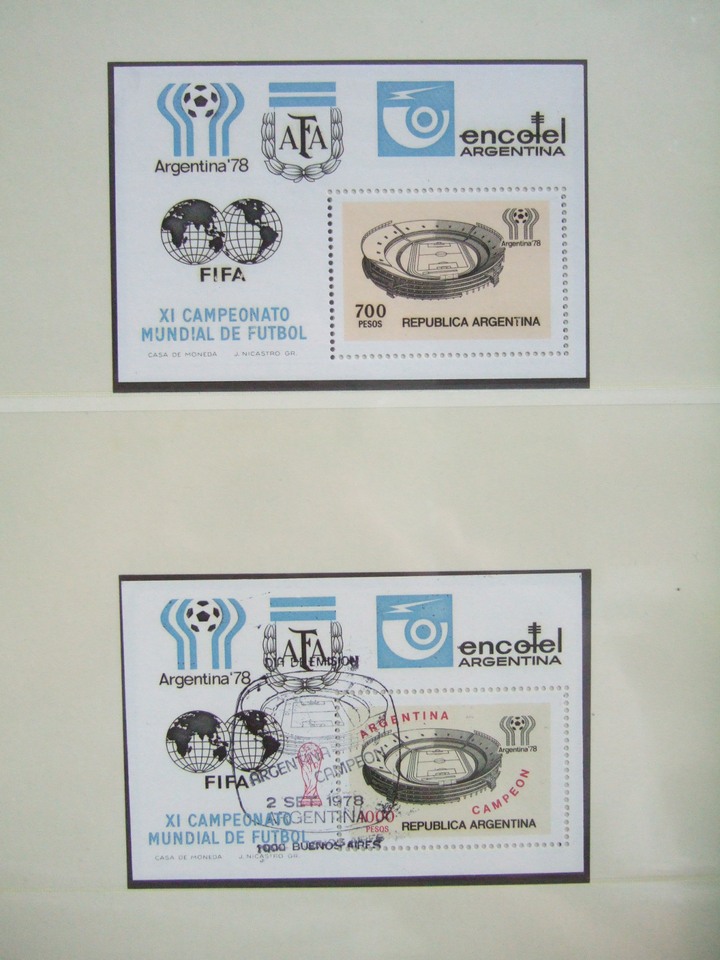 Argentina'78
AFA
encotel
ARGENTINA
FIFA
Argentina'78
XI CAMPEONATO
MUNDIAL DE FUTBOL
700
PESOS
REPUBLICA ARGENTINA
CASA DE MONEDA J. NICASTRO GR.
Argentina'78
AFA
encotel
ARGENTINA
DIA DE EMISION
FIFA
ARGENTINA
CAMPEON
Argentina'78
ARGENTINA
CAMPEON
2 SET 1978
XI CAMPEONATO
MUNDIAL DE FUTBOL
ARGENTINA
1000
PESOS
REPUBLICA ARGENTINA
1000 BUENOS AIRES
CASA DE MONEDA J. NICASTRO GR.